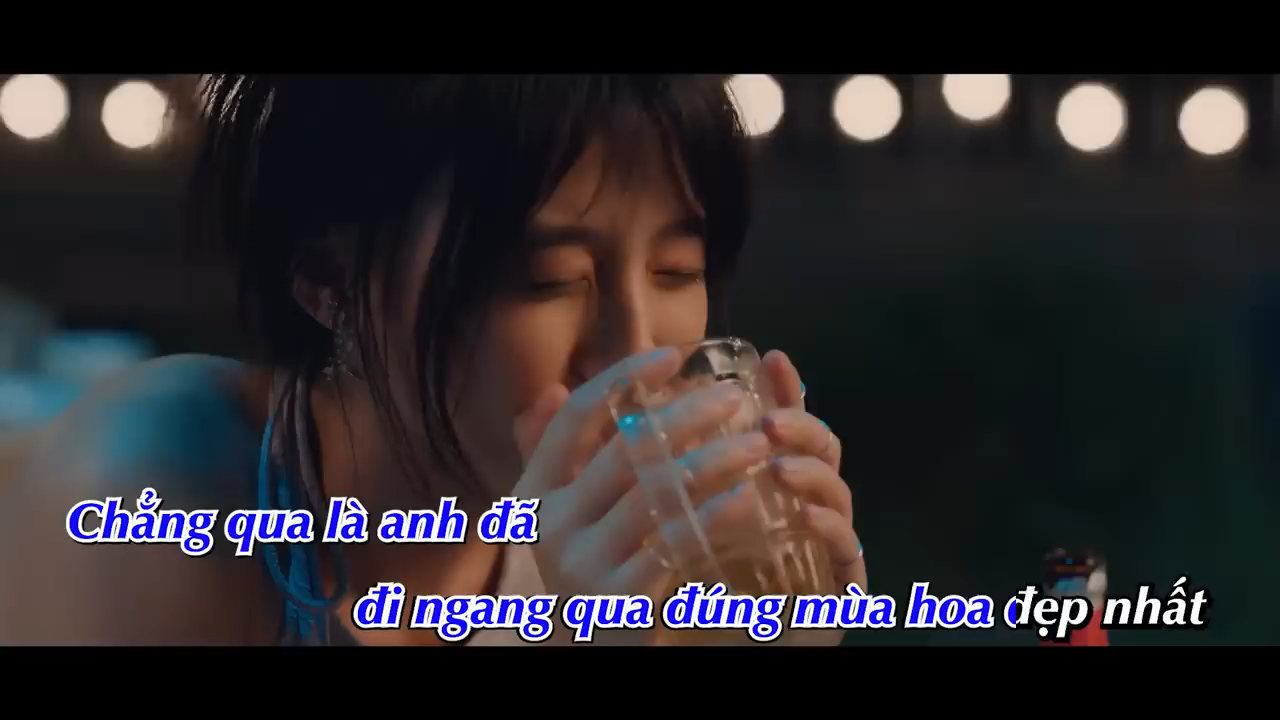 Chẳng qua là anh đã
đi ngang qua đúng mùa hoa đẹp nhất